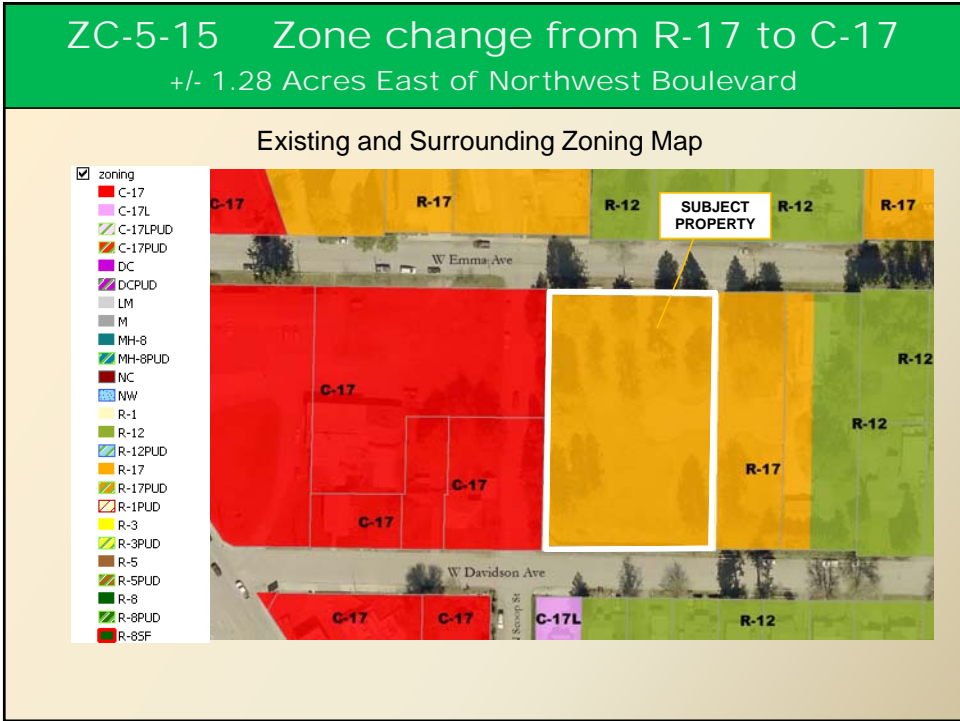 ZC-5-15 Zone change from R-17 to C-17
+/- 1.28 Acres East of Northwest Boulevard
Existing and Surrounding Zoning Map
zoning
C-17
C-17L
C-17LPUD
C-17PUD
DC
DCPUD
LM
M
MH-8
MH-8PUD
NC
NW
R-1
R-12
R-12PUD
R-17
R-17PUD
R-1PUD
R-3
R-3PUD
R-5
R-5PUD
R-8
R-8PUD
R-8SF
C-17
R-17
R-12
SUBJECT
PROPERTY
R-12
R-17
W Emma Ave
R-12
C-17
R-12
C-17
R-17
C-17
W Davidson Ave
N Scoop St
C-17
C-17
C-17L
R-12